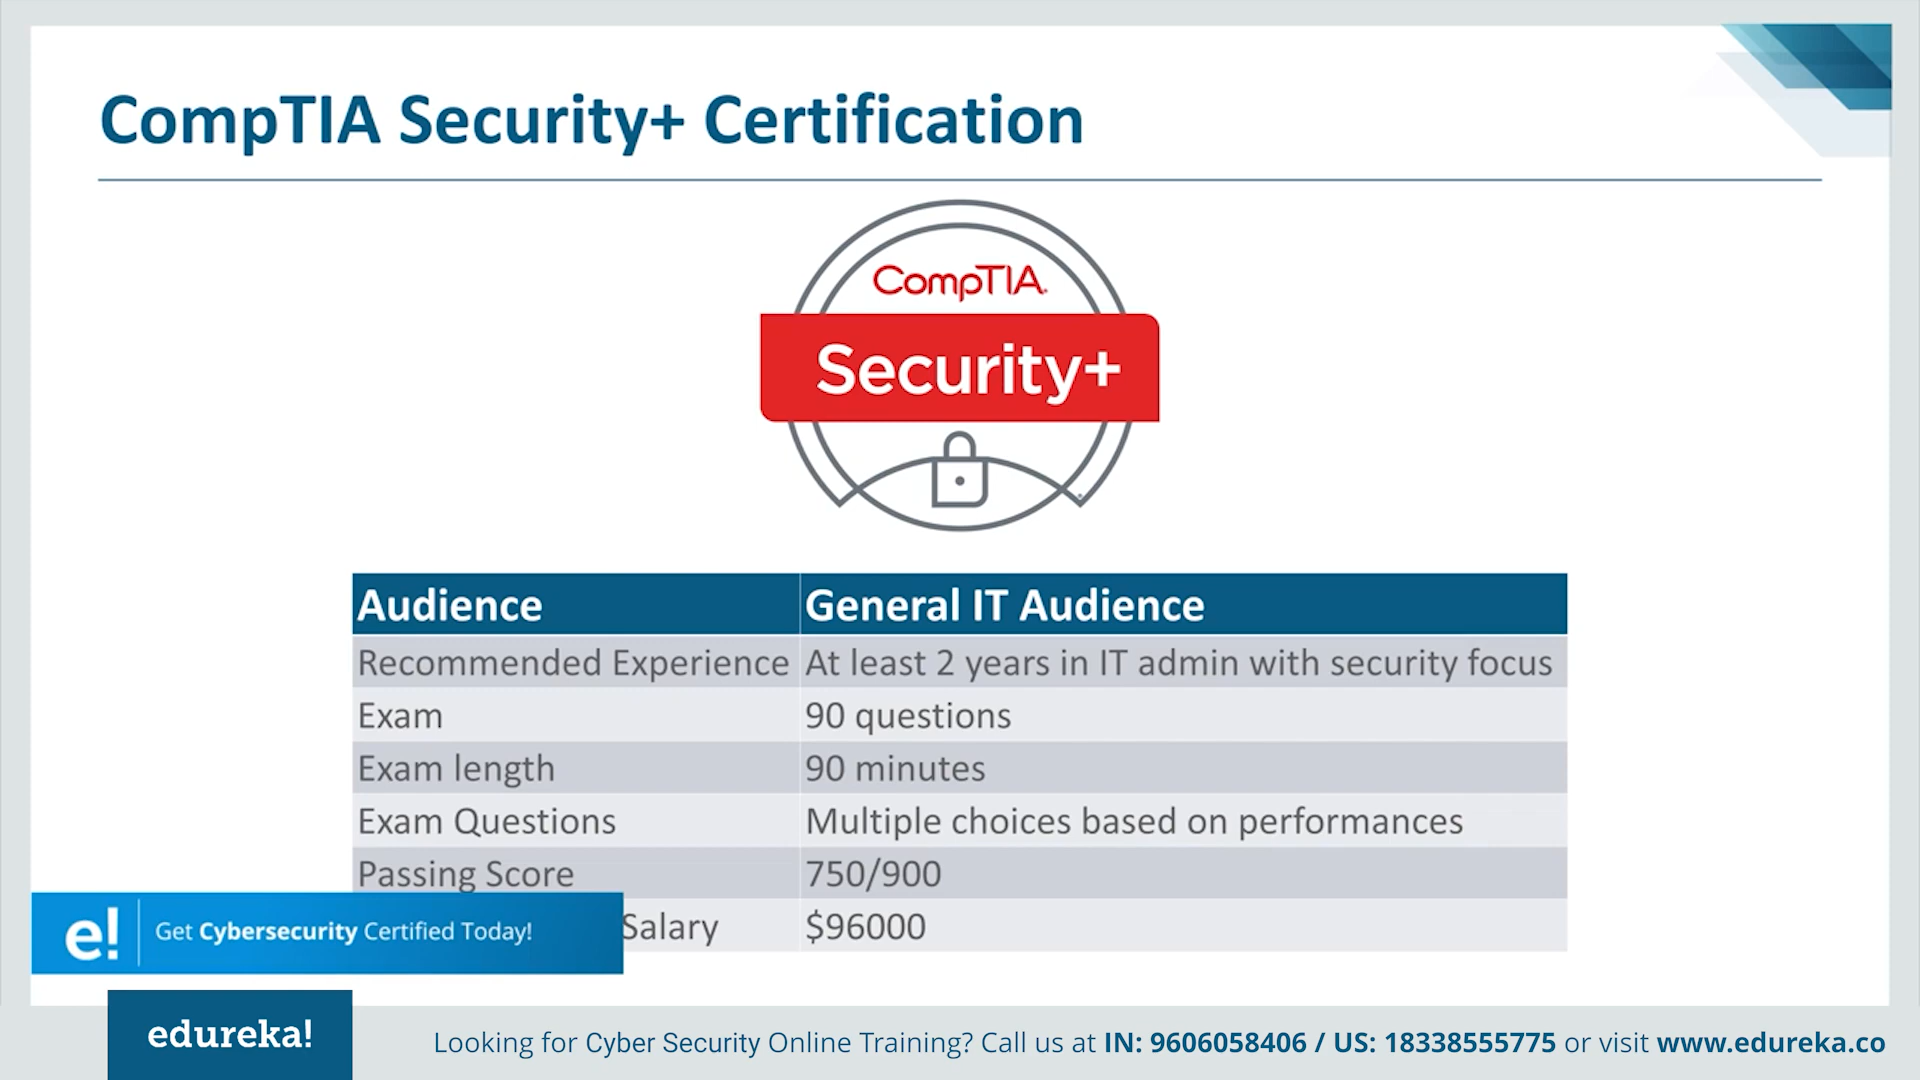 CompTIA Security+ Certification
CompTIA.
Security+
Audience General IT Audience
Recommended Experience At least 2 years in IT admin with security focus
Exam 90 questions
Exam length 90 minutes
Exam Questions Multiple choices based on performances
Passing Score 750/900
Salary $96000
e! Get Cybersecurity Certified Today!
edureka! Looking for Cyber Security Online Training? Call us at IN: 9606058406 / US: 18338555775 or visit www.edureka.co